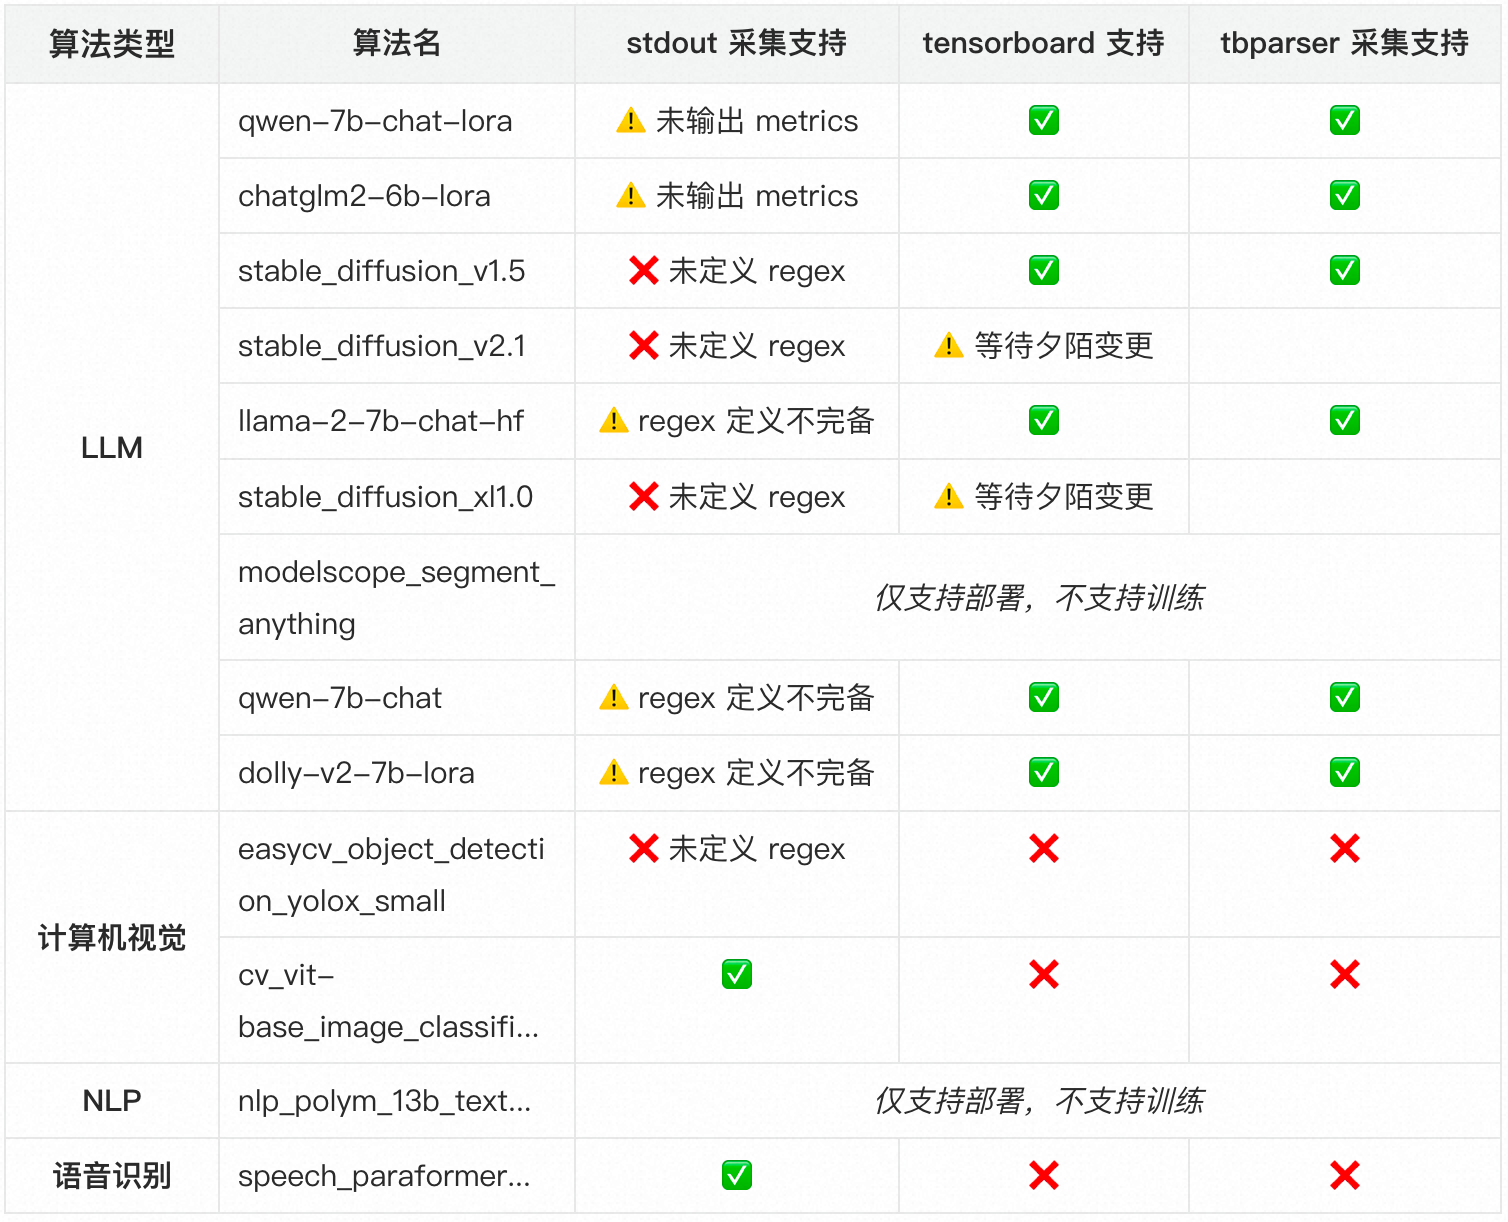 算法类型 算法名 stdout 采集支持 tensorboard 支持 tbparser 采集支持
LLM
qwen-7b-chat-lora ⚠️ 未输出 metrics ✅ ✅
chatglm2-6b-lora ⚠️ 未输出 metrics ✅ ✅
stable_diffusion_v1.5 ❌ 未定义 regex ✅ ✅
stable_diffusion_v2.1 ❌ 未定义 regex ⚠️ 等待夕陌变更
llama-2-7b-chat-hf ⚠️ regex 定义不完备 ✅ ✅
stable_diffusion_xl1.0 ❌ 未定义 regex ⚠️ 等待夕陌变更
modelscope_segment_
anything
仅支持部署，不支持训练
qwen-7b-chat ⚠️ regex 定义不完备 ✅ ✅
dolly-v2-7b-lora ⚠️ regex 定义不完备 ✅ ✅
计算机视觉
easycv_object_detecti ❌ 未定义 regex ❌ ❌
on_yolox_small
cv_vit- ✅ ❌ ❌
base_image_classifi...
NLP nlp_polym_13b_text... 仅支持部署，不支持训练
语音识别 speech_paraformer... ✅ ❌ ❌